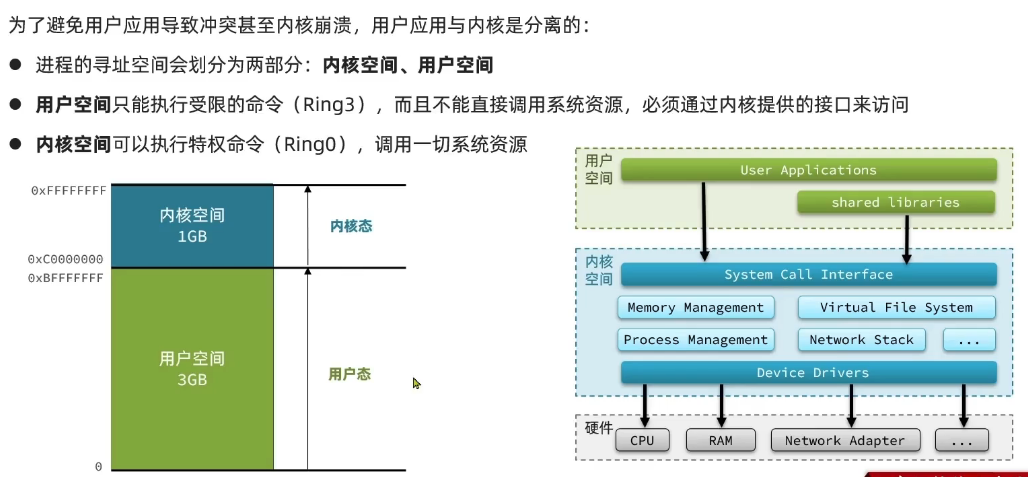 为了避免用户应用导致冲突甚至内核崩溃，用户应用与内核是分离的：
● 进程的寻址空间会划分为两部分：内核空间、用户空间
● 用户空间只能执行受限的命令（Ring3），而且不能直接调用系统资源，必须通过内核提供的接口来访问
● 内核空间可以执行特权命令（Ring0），调用一切系统资源
0xFFFFFFFF
内核空间
1GB
内核态
0xC0000000
0xBFFFFFFF
用户空间
3GB
用户态
0
用户
空间
User Applications
shared libraries
内核
空间
System Call Interface
Memory Management
Virtual File System
Process Management
Network Stack
...
Device Drivers
硬件
CPU
RAM
Network Adapter
...